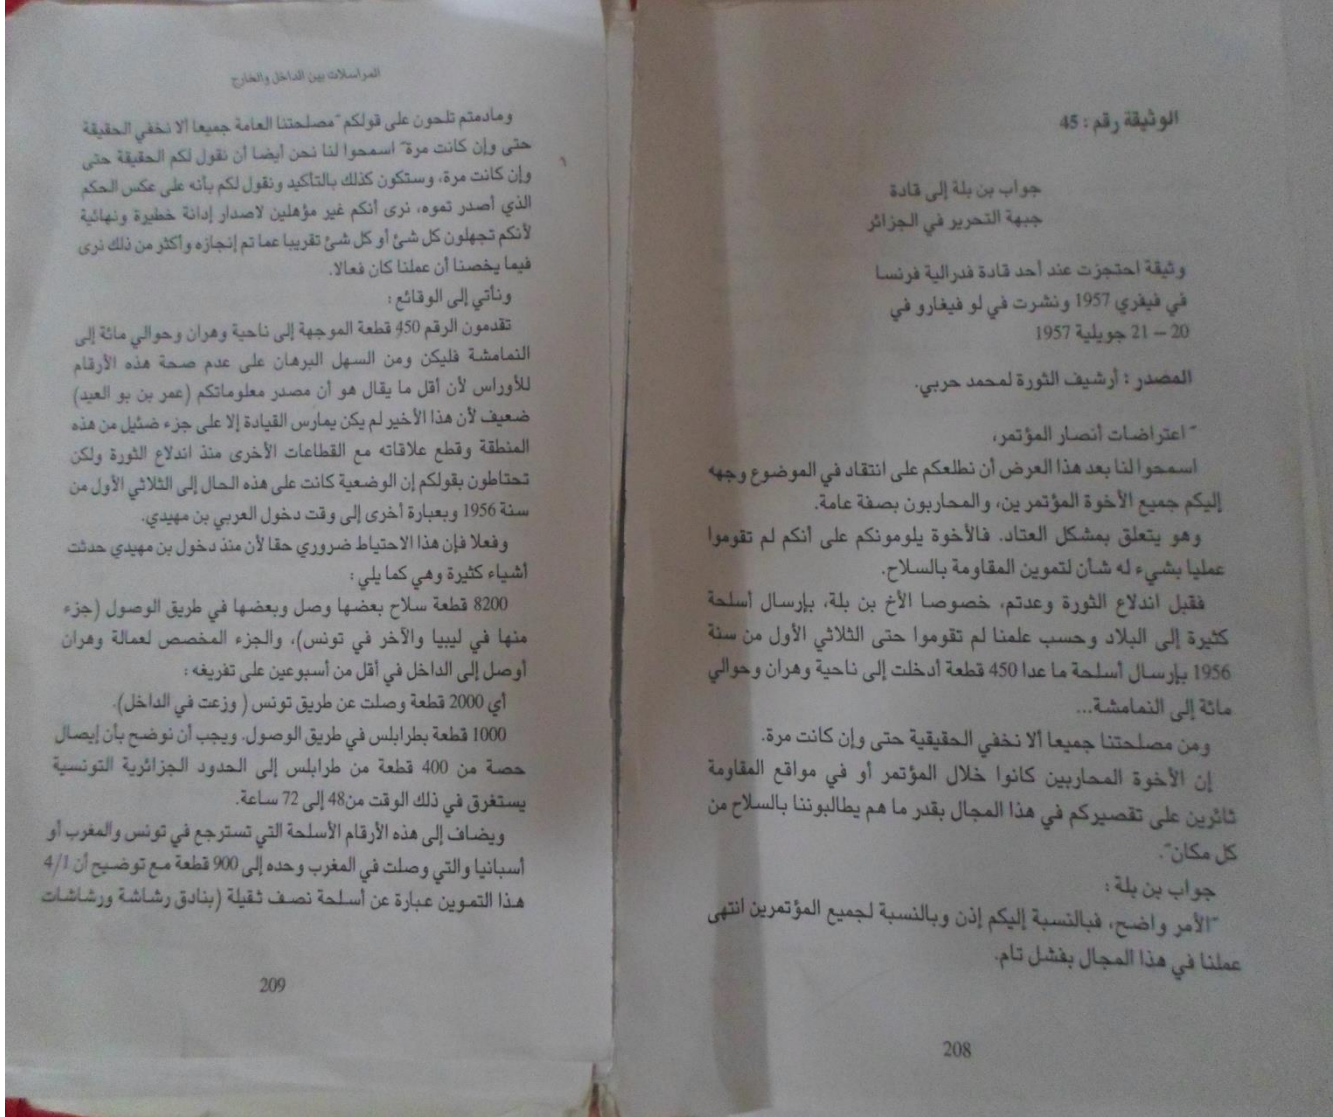 الوثيقة رقم : 45
جواب بن بلة إلى قادة
جبهة التحرير في الجزائر
وثيقة احتجزت عند أحد قادة فدرالية فرنسا
في فيفري 1957 ونشرت في لو فيغارو في
20 – 21 جويلية 1957
المصدر : أرشيف الثورة لمحمد حربي.
" اعتراضات أنصار المؤتمر،
اسمحوا لنا بعد هذا العرض أن نطلعكم على انتقاد في الموضوع وجهه
إليكم جميع الأخوة المؤتمرين، والمحاربون بصفة عامة.
وهو يتعلق بمشكل العتاد. فالأخوة يلومونكم على أنكم لم تقوموا
عمليا بشيء له شأن لتموين المقاومة بالسلاح.
فقبل اندلاع الثورة وعدتم، خصوصا الأخ بن بلة، بإرسال أسلحة
كثيرة إلى البلاد وحسب علمنا لم تقوموا حتى الثلاثي الأول من سنة
1956 بإرسال أسلحة ما عدا 450 قطعة أدخلت إلى ناحية وهران وحوالي
مائة إلى النمامشة...
ومن مصلحتنا جميعا ألا نخفي الحقيقية حتى وإن كانت مرة.
إن الأخوة المحاربين كانوا خلال المؤتمر أو في مواقع المقاومة
ثائرين على تقصيركم في هذا المجال بقدر ما هم يطالبوننا بالسلاح من
كل مكان".
جواب بن بلة :
"الأمر واضح، فبالنسبة إليكم إذن وبالنسبة لجميع المؤتمرين انتهى
عملنا في هذا المجال بفشل تام.
208
المراسلات بين الداخل والخارج
ومادمتم تلحون على قولكم "مصلحتنا العامة جميعا ألا نخفي الحقيقة
حتى وإن كانت مرة" اسمحوا لنا نحن أيضا أن نقول لكم الحقيقة حتى
وإن كانت مرة، وستكون كذلك بالتأكيد ونقول لكم بأنه على عكس الحكم
الذي أصدر تموه، نرى أنكم غير مؤهلين لاصدار إدانة خطيرة ونهائية
لأنكم تجهلون كل شئ أو كل شئ تقريبا عما تم إنجازه وأكثر من ذلك نرى
فيما يخصنا أن عملنا كان فعالا.
ونأتي إلى الوقائع :
تقدمون الرقم 450 قطعة الموجهة إلى ناحية وهران وحوالي مائة إلى
النمامشة فليكن ومن السهل البرهان على عدم صحة هذه الأرقام
للأوراس لأن أقل ما يقال هو أن مصدر معلوماتكم (عمر بن بو العيد)
ضعيف لأن هذا الأخير لم يكن يمارس القيادة إلا على جزء ضئيل من هذه
المنطقة وقطع علاقاته مع القطاعات الأخرى منذ اندلاع الثورة ولكن
تحتاطون بقولكم إن الوضعية كانت على هذه الحال إلى الثلاثي الأول من
سنة 1956 وبعبارة أخرى إلى وقت دخول العربي بن مهيدي.
وفعلا فإن هذا الاحتياط ضروري حقا لأن منذ دخول بن مهيدي حدثت
أشياء كثيرة وهي كما يلي :
8200 قطعة سلاح بعضها وصل وبعضها في طريق الوصول (جزء
منها في ليبيا والآخر في تونس)، والجزء المخصص لعمالة وهران
أوصل إلى الداخل في أقل من أسبوعين على تفريغه :
أي 2000 قطعة وصلت عن طريق تونس ( وزعت في الداخل).
1000 قطعة بطرابلس في طريق الوصول. ويجب أن نوضح بأن إيصال
حصة من 400 قطعة من طرابلس إلى الحدود الجزائرية التونسية
يستغرق في ذلك الوقت من48 إلى 72 ساعة.
ويضاف إلى هذه الأرقام الأسلحة التي تسترجع في تونس والمغرب أو
أسبانيا والتي وصلت في المغرب وحده إلى 900 قطعة مع توضيح أن 4/1
هذا التموين عبارة عن أسلحة نصف ثقيلة (بنادق رشاشة ورشاشات
209